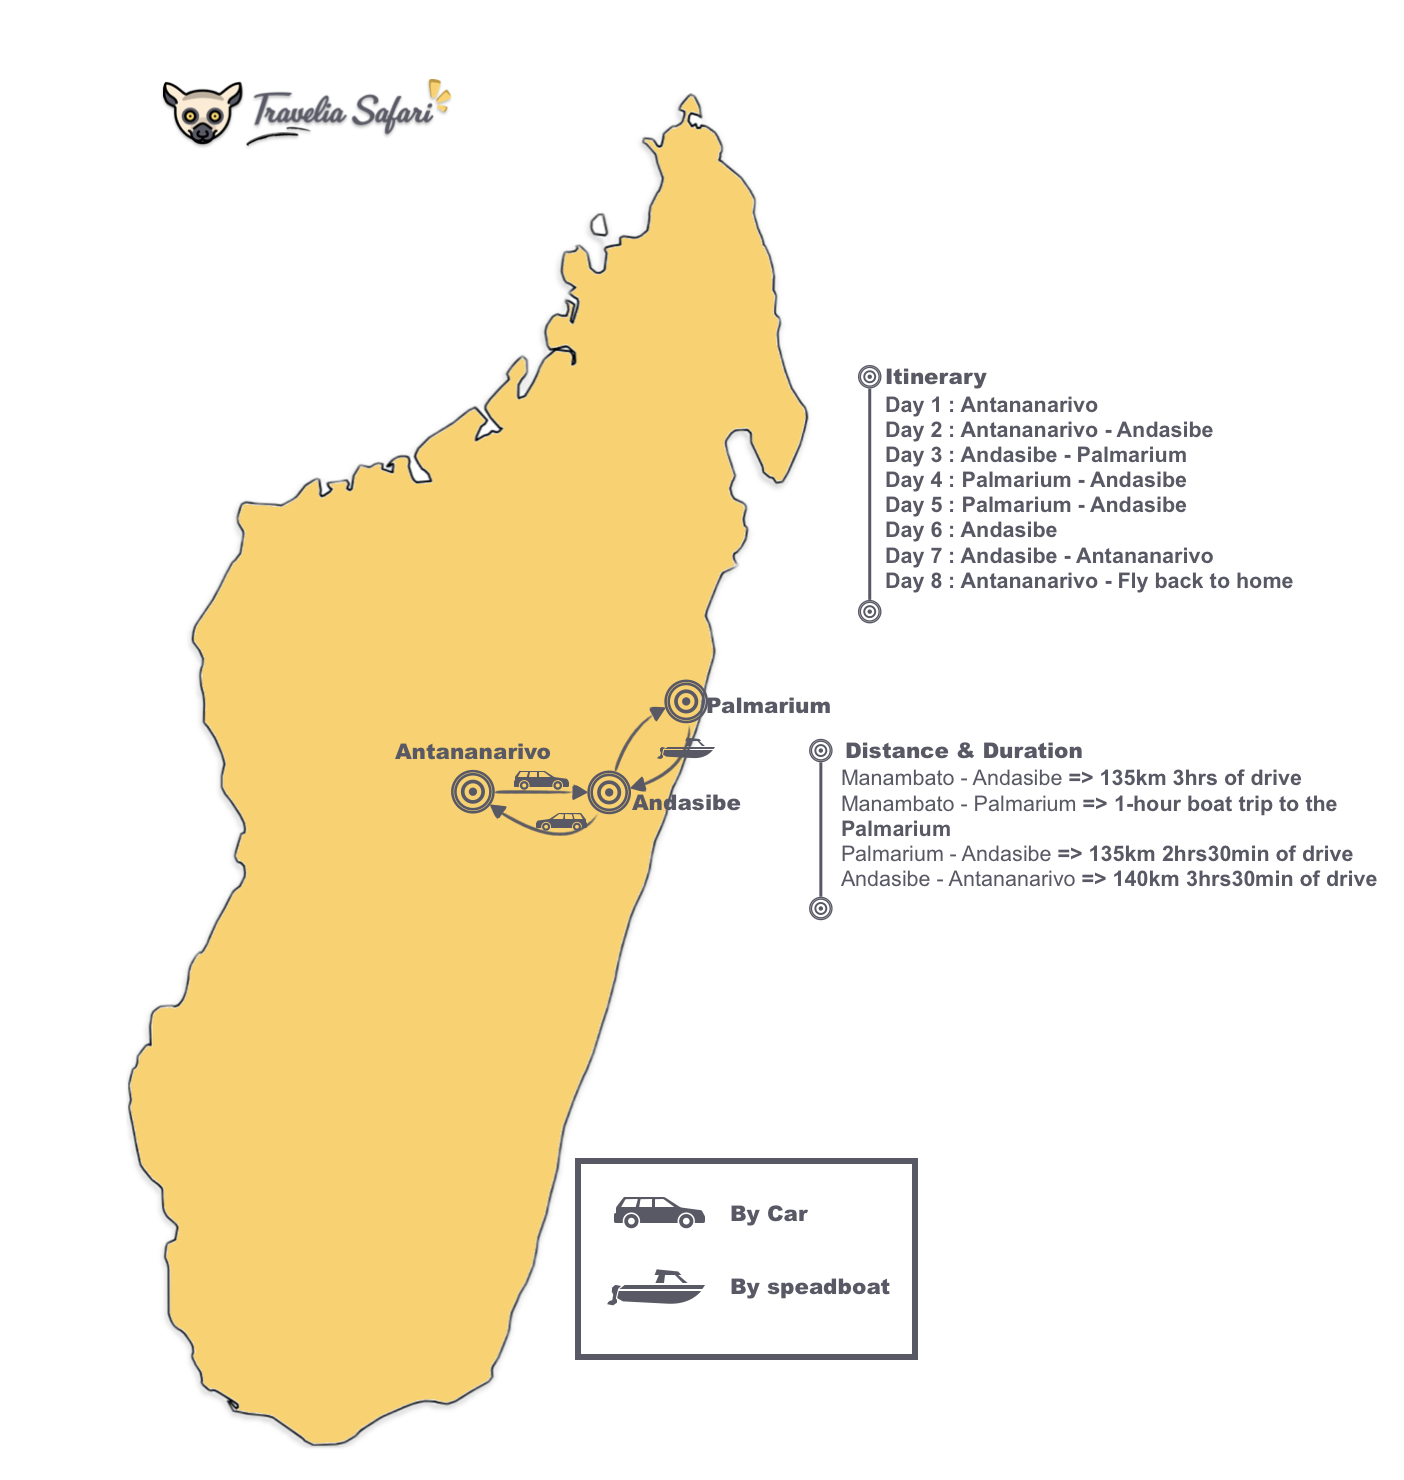 Travelia Safari
Itinerary
Day 1 : Antananarivo
Day 2 : Antananarivo - Andasibe
Day 3 : Andasibe - Palmarium
Day 4 : Palmarium - Andasibe
Day 5 : Palmarium - Andasibe
Day 6 : Andasibe
Day 7 : Andasibe - Antananarivo
Day 8 : Antananarivo - Fly back to home
Palmarium
Antananarivo
Andasibe
Distance & Duration
Manambato - Andasibe => 135km 3hrs of drive
Manambato - Palmarium => 1-hour boat trip to the
Palmarium
Palmarium - Andasibe => 135km 2hrs30min of drive
Andasibe - Antananarivo => 140km 3hrs30min of drive
By Car
By speadboat